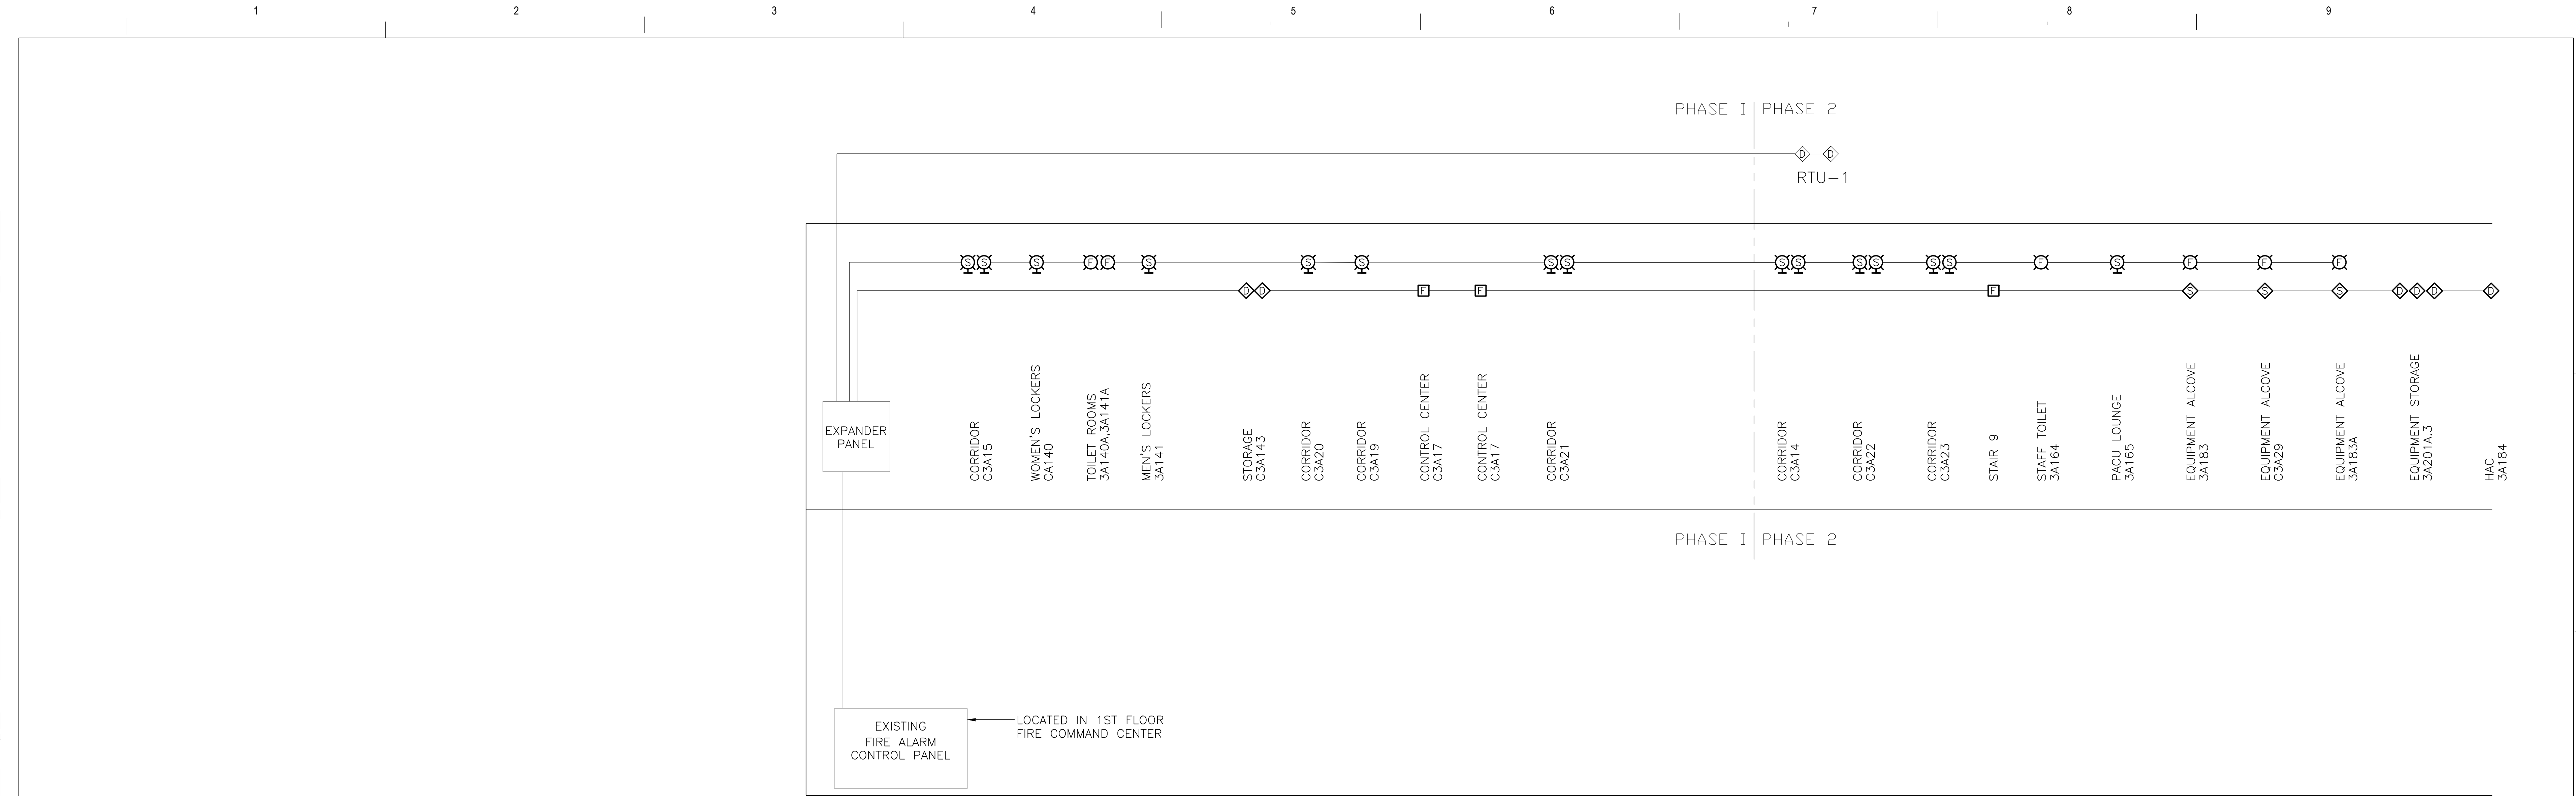 1 2 3 4 5 6 7 8 9
PHASE I PHASE 2
D D
RTU-1
S S S F F S S S S S S S S S S S F S F F F
D D F F F S S S D D D D
EXPANDER
PANEL
CORRIDOR
C3A15
WOMEN'S LOCKERS
CA140
TOILET ROOMS
3A140A,3A141A
MEN'S LOCKERS
3A141
STORAGE
C3A143
CORRIDOR
C3A20
CORRIDOR
C3A19
CONTROL CENTER
C3A17
CONTROL CENTER
C3A17
CORRIDOR
C3A21
CORRIDOR
C3A14
CORRIDOR
C3A22
CORRIDOR
C3A23
STAIR 9
STAFF TOILET
3A164
PACU LOUNGE
3A165
EQUIPMENT ALCOVE
3A183
EQUIPMENT ALCOVE
C3A29
EQUIPMENT ALCOVE
3A183A
EQUIPMENT STORAGE
3A201A.3
HAC
3A184
PHASE I PHASE 2
EXISTING
FIRE ALARM
CONTROL PANEL
LOCATED IN 1ST FLOOR
FIRE COMMAND CENTER